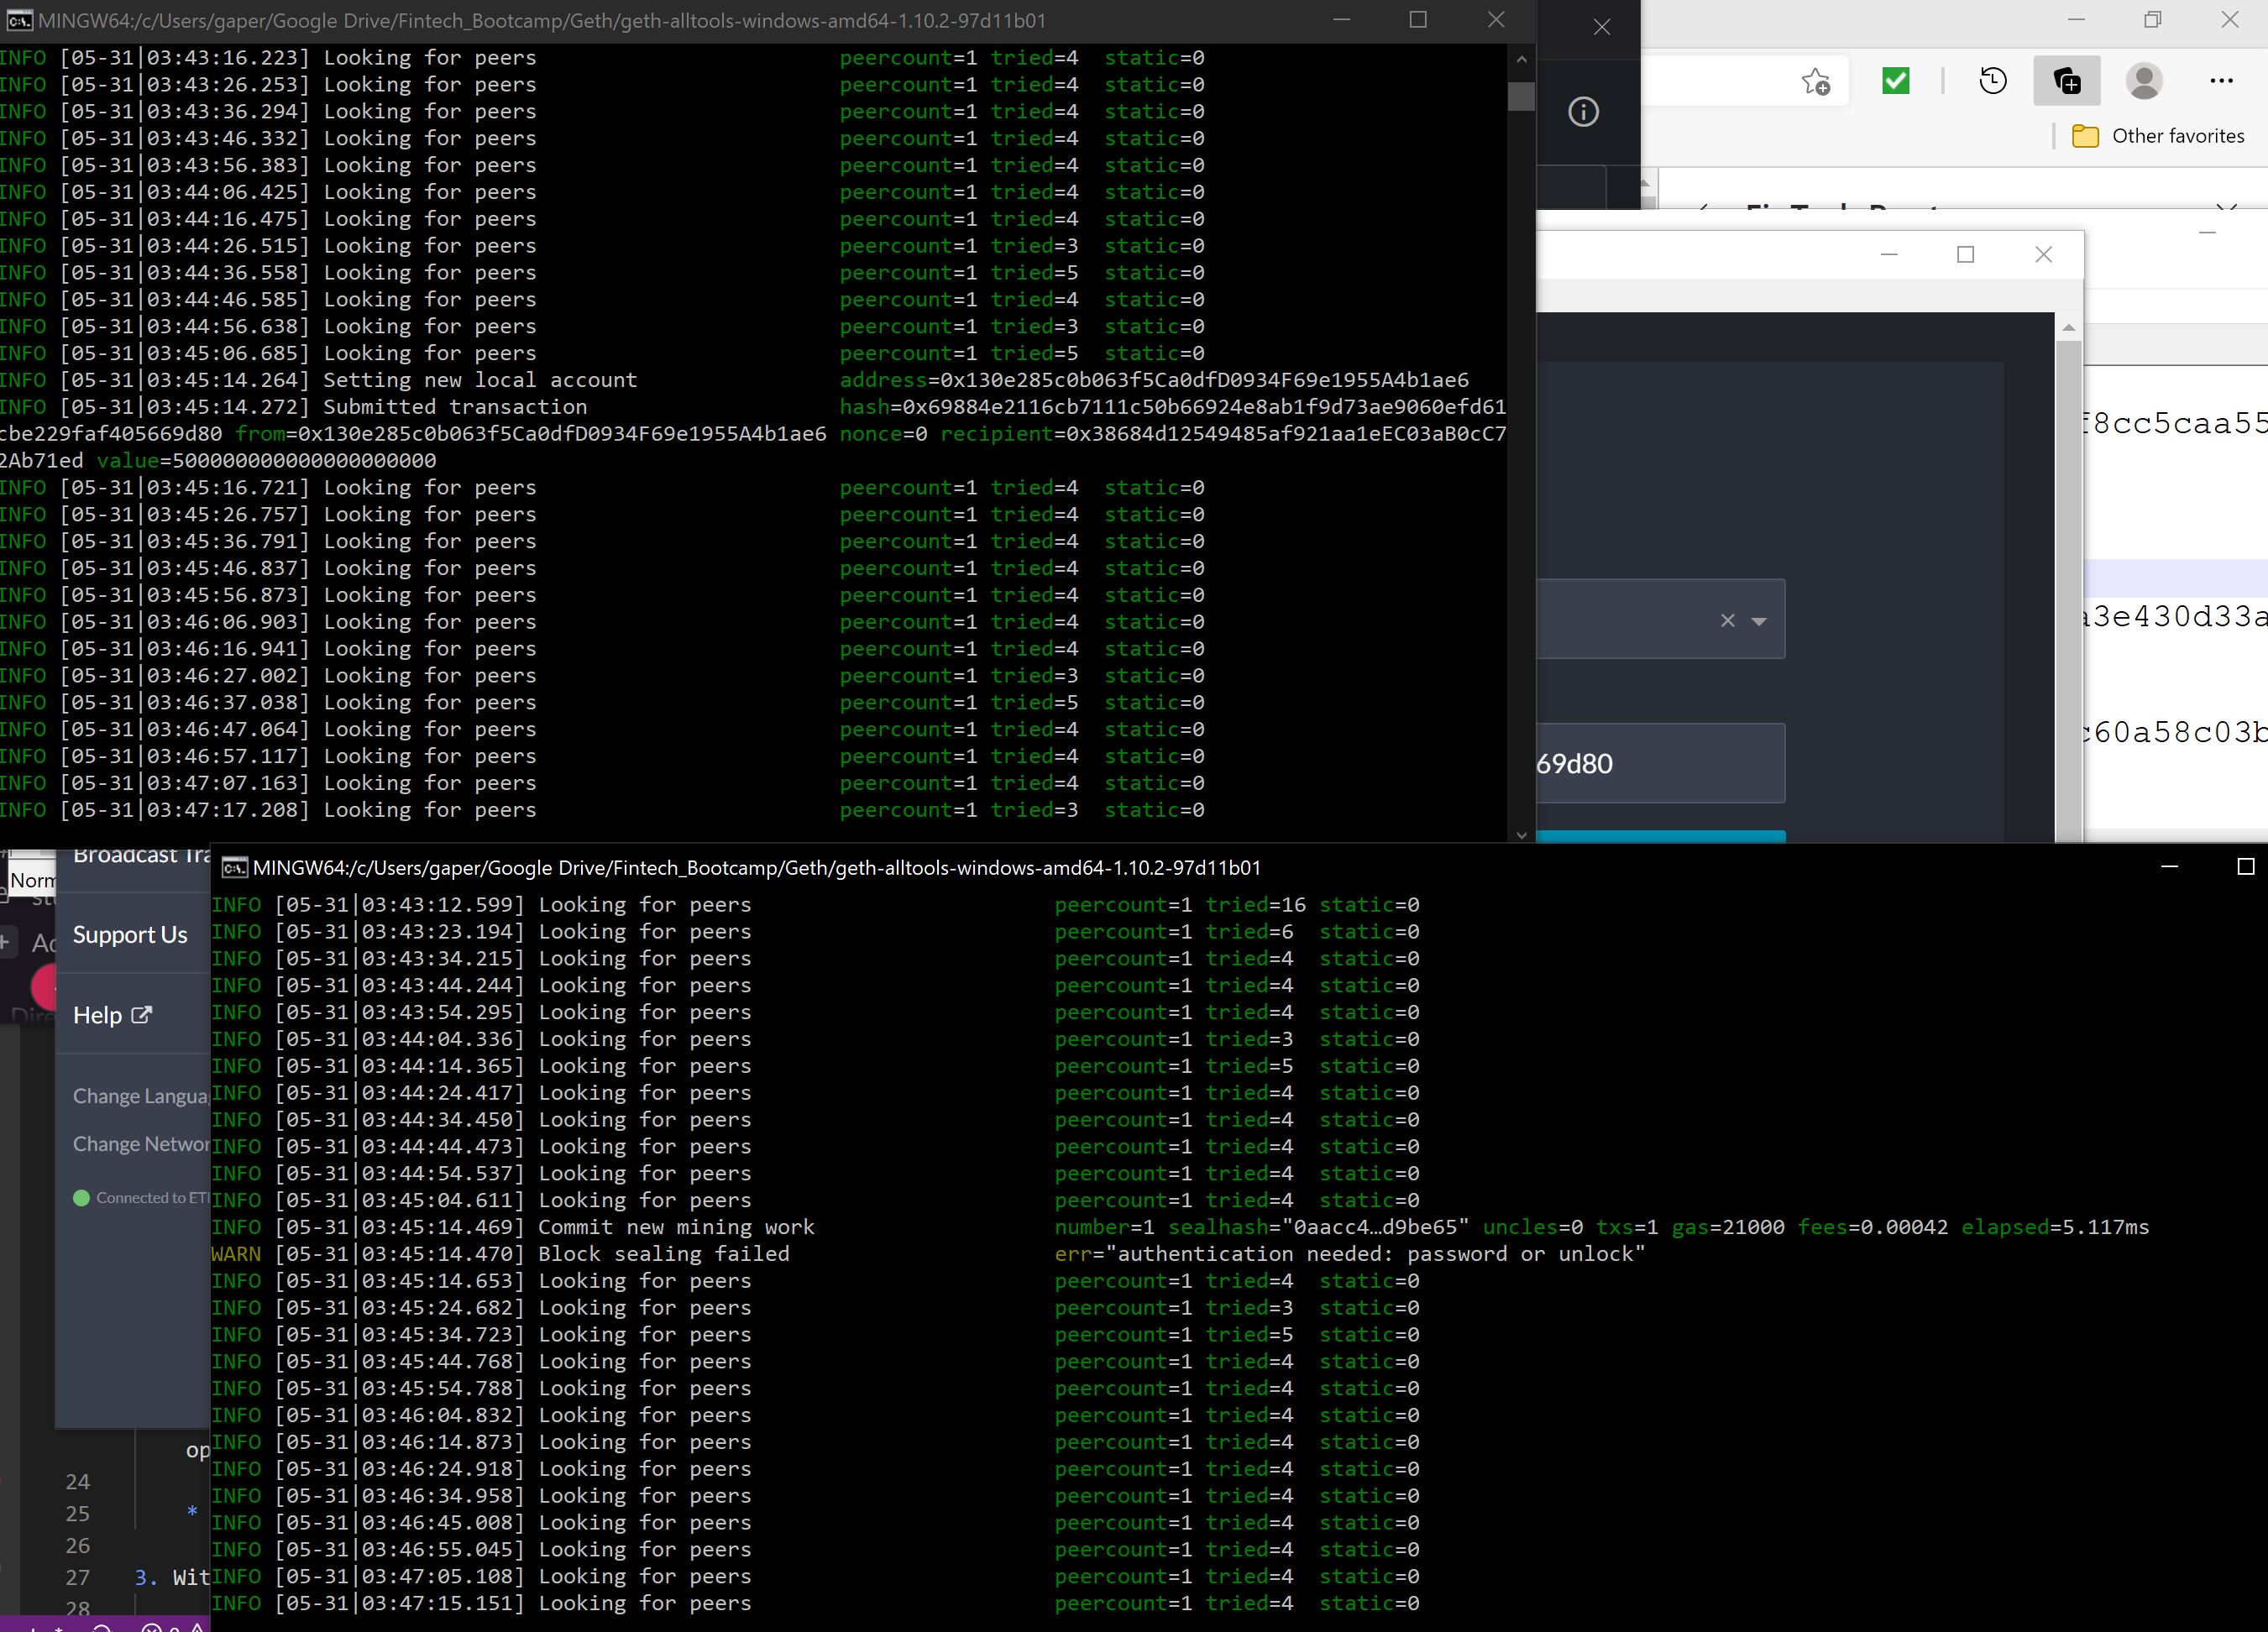 MINGW64:/c/Users/gaper/Google Drive/Fintech_Bootcamp/Geth/geth-alltools-windows-amd64-1.10.2-97d11b01
INFO [05-31|03:43:16.223] Looking for peers peercount=1 tried=4 static=0
INFO [05-31|03:43:26.253] Looking for peers peercount=1 tried=4 static=0
INFO [05-31|03:43:36.294] Looking for peers peercount=1 tried=4 static=0
INFO [05-31|03:43:46.332] Looking for peers peercount=1 tried=4 static=0
INFO [05-31|03:43:56.383] Looking for peers peercount=1 tried=4 static=0
INFO [05-31|03:44:06.425] Looking for peers peercount=1 tried=4 static=0
INFO [05-31|03:44:16.475] Looking for peers peercount=1 tried=4 static=0
INFO [05-31|03:44:26.515] Looking for peers peercount=1 tried=3 static=0
INFO [05-31|03:44:36.558] Looking for peers peercount=1 tried=5 static=0
INFO [05-31|03:44:46.585] Looking for peers peercount=1 tried=4 static=0
INFO [05-31|03:44:56.638] Looking for peers peercount=1 tried=3 static=0
INFO [05-31|03:45:06.685] Looking for peers peercount=1 tried=5 static=0
INFO [05-31|03:45:14.264] Setting new local account address=0x130e285c0b063f5Ca0dfD0934F69e1955A4b1ae6
INFO [05-31|03:45:14.272] Submitted transaction hash=0x69884e2116cb7111c50b66924e8ab1f9d73ae9060efd61
cbe229faf405669d80 from=0x130e285c0b063f5Ca0dfD0934F69e1955A4b1ae6 nonce=0 recipient=0x38684d12549485af921aa1eEC03aB0cC7
2Ab71ed value=5000000000000000000000
INFO [05-31|03:45:16.721] Looking for peers peercount=1 tried=4 static=0
INFO [05-31|03:45:26.757] Looking for peers peercount=1 tried=4 static=0
INFO [05-31|03:45:36.791] Looking for peers peercount=1 tried=4 static=0
INFO [05-31|03:45:46.837] Looking for peers peercount=1 tried=4 static=0
INFO [05-31|03:45:56.873] Looking for peers peercount=1 tried=4 static=0
INFO [05-31|03:46:06.903] Looking for peers peercount=1 tried=4 static=0
INFO [05-31|03:46:16.941] Looking for peers peercount=1 tried=4 static=0
INFO [05-31|03:46:27.002] Looking for peers peercount=1 tried=3 static=0
INFO [05-31|03:46:37.038] Looking for peers peercount=1 tried=5 static=0
INFO [05-31|03:46:47.064] Looking for peers peercount=1 tried=4 static=0
INFO [05-31|03:46:57.117] Looking for peers peercount=1 tried=4 static=0
INFO [05-31|03:47:07.163] Looking for peers peercount=1 tried=4 static=0
INFO [05-31|03:47:17.208] Looking for peers peercount=1 tried=3 static=0
Other favorites
f8cc5caa55
a3e430d33a
c60a58c03b
69d80
Broadcast Tra
Norm
Support Us
Help
Change Langua
Change Networ
Connected to ET
op
24
25 *
26
27 3. Wit
28
MINGW64:/c/Users/gaper/Google Drive/Fintech_Bootcamp/Geth/geth-alltools-windows-amd64-1.10.2-97d11b01
INFO [05-31|03:43:12.599] Looking for peers peercount=1 tried=16 static=0
INFO [05-31|03:43:23.194] Looking for peers peercount=1 tried=6 static=0
INFO [05-31|03:43:34.215] Looking for peers peercount=1 tried=4 static=0
INFO [05-31|03:43:44.244] Looking for peers peercount=1 tried=4 static=0
INFO [05-31|03:43:54.295] Looking for peers peercount=1 tried=4 static=0
INFO [05-31|03:44:04.336] Looking for peers peercount=1 tried=3 static=0
INFO [05-31|03:44:14.365] Looking for peers peercount=1 tried=5 static=0
INFO [05-31|03:44:24.417] Looking for peers peercount=1 tried=4 static=0
INFO [05-31|03:44:34.450] Looking for peers peercount=1 tried=4 static=0
INFO [05-31|03:44:44.473] Looking for peers peercount=1 tried=4 static=0
INFO [05-31|03:44:54.537] Looking for peers peercount=1 tried=4 static=0
INFO [05-31|03:45:04.611] Looking for peers peercount=1 tried=4 static=0
INFO [05-31|03:45:14.469] Commit new mining work number=1 sealhash="0aacc4…d9be65" uncles=0 txs=1 gas=21000 fees=0.00042 elapsed=5.117ms
WARN [05-31|03:45:14.470] Block sealing failed err="authentication needed: password or unlock"
INFO [05-31|03:45:14.653] Looking for peers peercount=1 tried=4 static=0
INFO [05-31|03:45:24.682] Looking for peers peercount=1 tried=3 static=0
INFO [05-31|03:45:34.723] Looking for peers peercount=1 tried=5 static=0
INFO [05-31|03:45:44.768] Looking for peers peercount=1 tried=4 static=0
INFO [05-31|03:45:54.788] Looking for peers peercount=1 tried=4 static=0
INFO [05-31|03:46:04.832] Looking for peers peercount=1 tried=4 static=0
INFO [05-31|03:46:14.873] Looking for peers peercount=1 tried=4 static=0
INFO [05-31|03:46:24.918] Looking for peers peercount=1 tried=4 static=0
INFO [05-31|03:46:34.958] Looking for peers peercount=1 tried=4 static=0
INFO [05-31|03:46:45.008] Looking for peers peercount=1 tried=4 static=0
INFO [05-31|03:46:55.045] Looking for peers peercount=1 tried=4 static=0
INFO [05-31|03:47:05.108] Looking for peers peercount=1 tried=4 static=0
INFO [05-31|03:47:15.151] Looking for peers peercount=1 tried=4 static=0